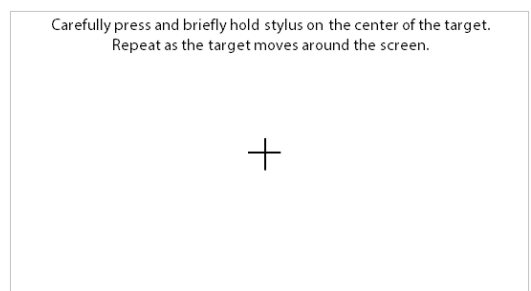 Carefully press and briefly hold stylus on the center of the target.
Repeat as the target moves around the screen.